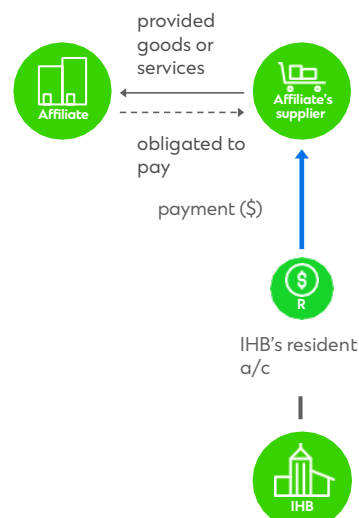 provided
goods or
services
Affiliate
Affiliate's
supplier
obligated to
pay
payment ($)
$
R
IHB's resident
a/c
IHB